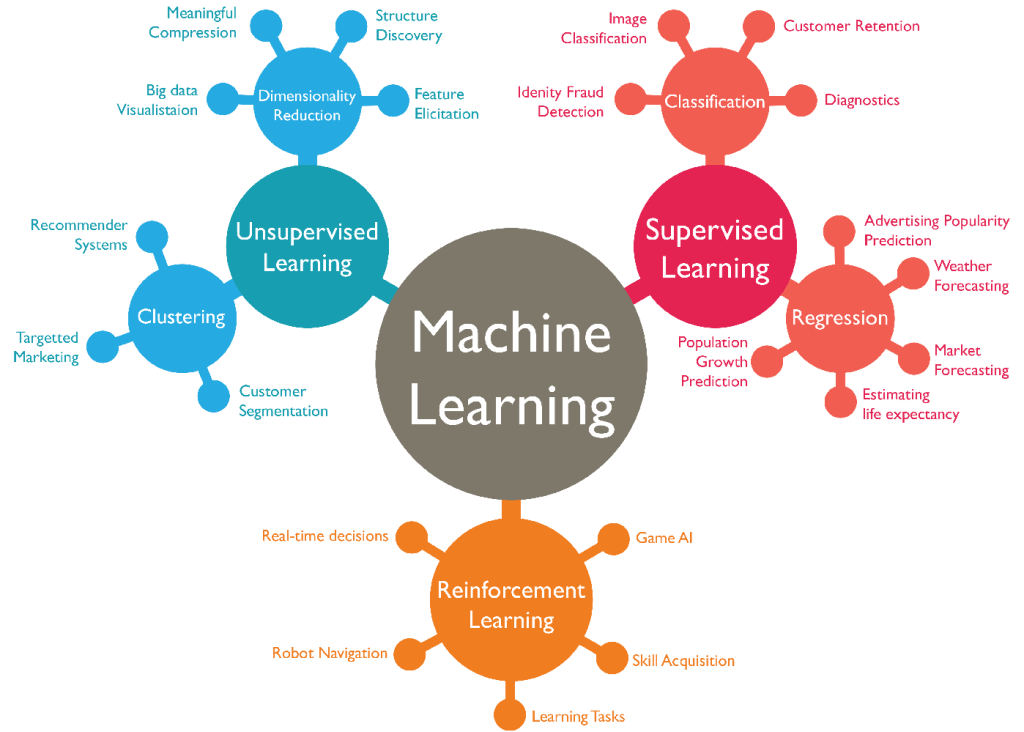 Meaningful
Compression
Structure
Discovery
Big data
Visualistaion
Dimensionality
Reduction
Feature
Elicitation
Image
Classification
Customer Retention
Idenity Fraud
Detection
Classification
Diagnostics
Unsupervised
Learning
Supervised
Learning
Recommender
Systems
Clustering
Targetted
Marketing
Customer
Segmentation
Advertising Popularity
Prediction
Weather
Forecasting
Regression
Population
Growth
Prediction
Market
Forecasting
Estimating
life expectancy
Machine
Learning
Real-time decisions
Game AI
Reinforcement
Learning
Robot Navigation
Skill Acquisition
Learning Tasks